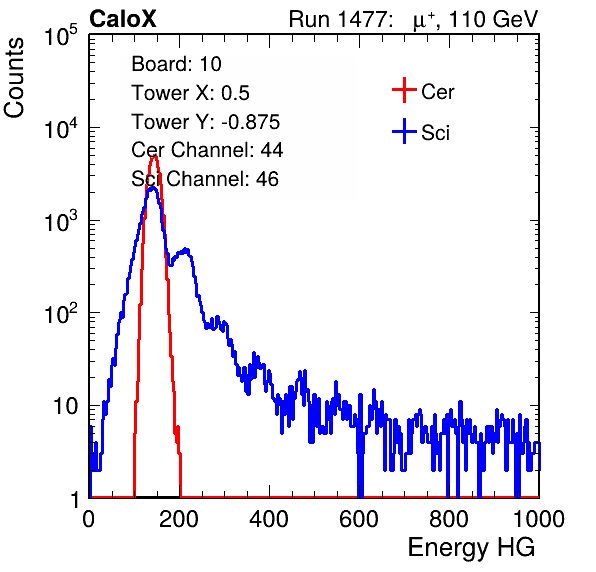 CaloX Run 1477: μ⁺, 110 GeV
Board: 10
Tower X: 0.5
Tower Y: -0.875
Cer Channel: 44
Sci Channel: 46
Cer
Sci
Counts
10⁵
10⁴
10³
10²
10
1
0 200 400 600 800 1000
Energy HG